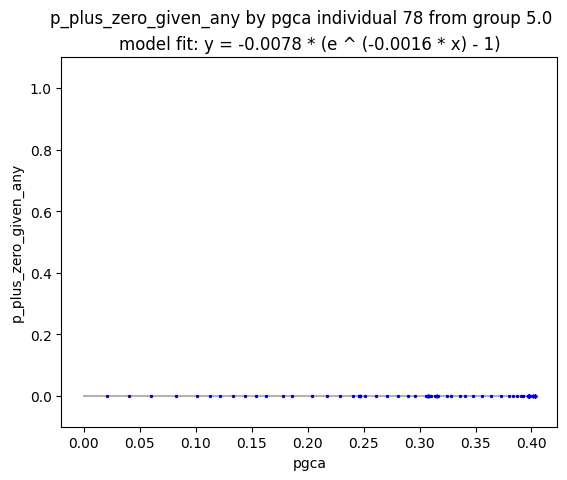 p_plus_zero_given_any by pgca individual 78 from group 5.0
model fit: y = -0.0078 * (e ^ (-0.0016 * x) - 1)
1.0
0.8
0.6
0.4
0.2
0.0
p_plus_zero_given_any
0.00 0.05 0.10 0.15 0.20 0.25 0.30 0.35 0.40
pgca